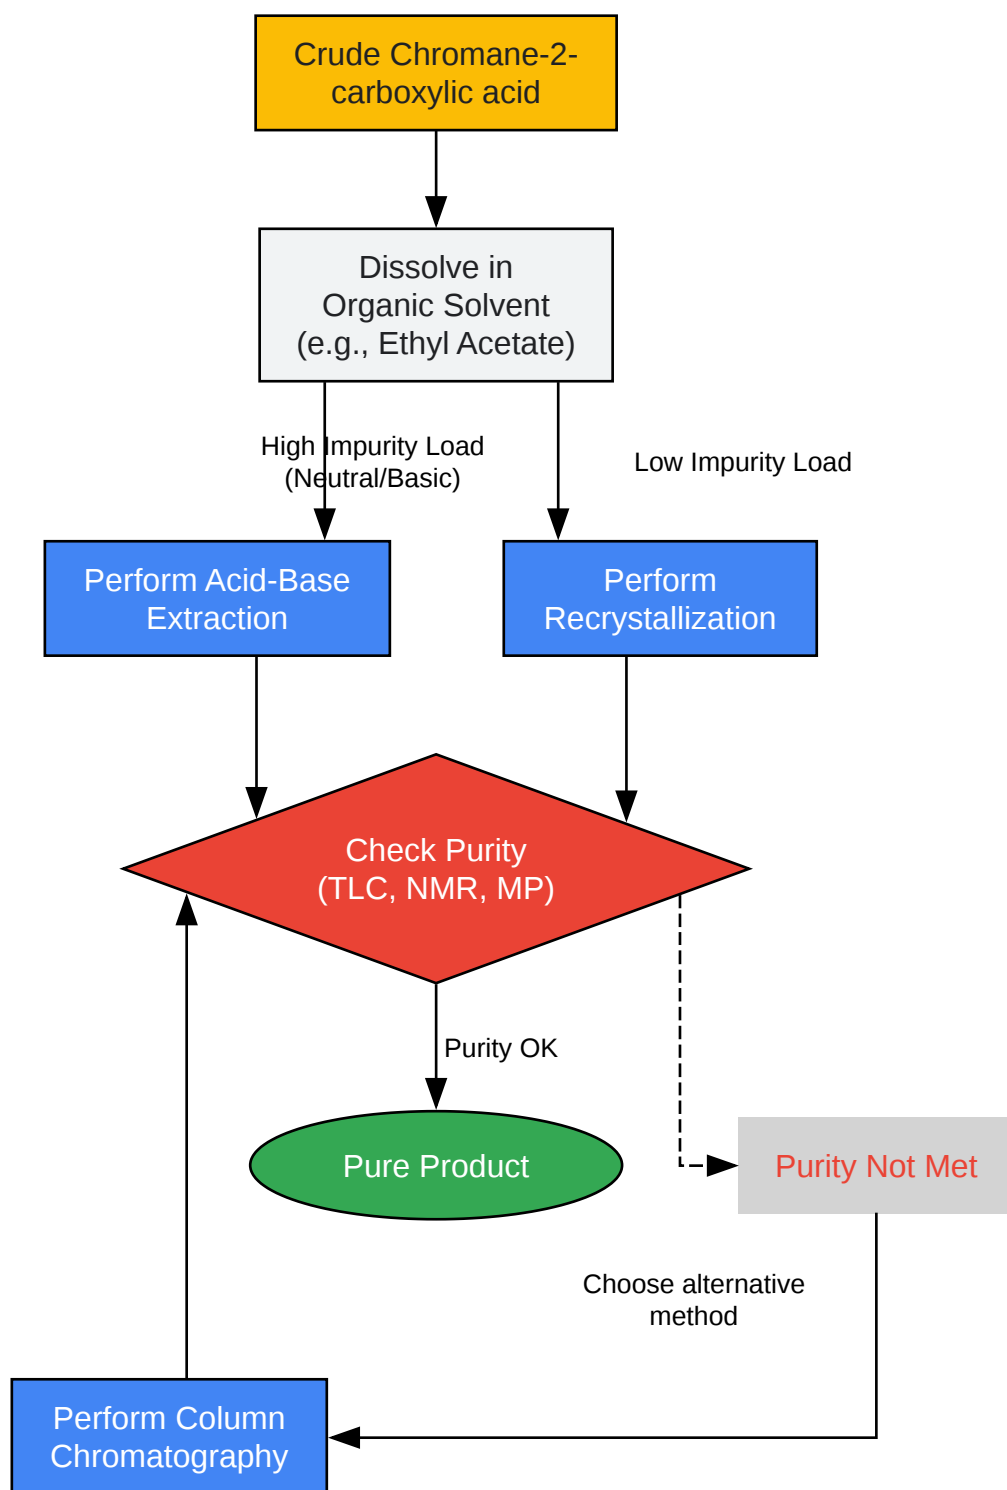 Crude Chromane-2-
carboxylic acid
Dissolve in
Organic Solvent
(e.g., Ethyl Acetate)
High Impurity Load
(Neutral/Basic)
Low Impurity Load
Perform Acid-Base
Extraction
Perform
Recrystallization
Check Purity
(TLC, NMR, MP)
Purity OK
Pure Product
Purity Not Met
Choose alternative
method
Perform Column
Chromatography